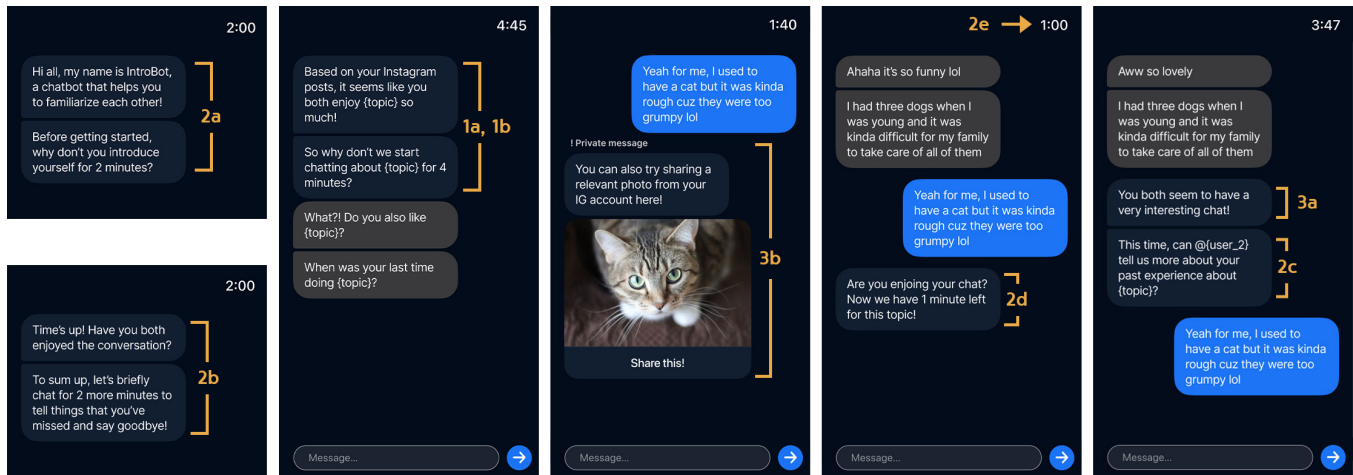 2:00
Hi all, my name is IntroBot,
a chatbot that helps you
to familiarize each other!
Before getting started,
why don't you introduce
yourself for 2 minutes?
2a
2:00
Time's up! Have you both
enjoyed the conversation?
To sum up, let's briefly
chat for 2 more minutes to
tell things that you've
missed and say goodbye!
2b
4:45
Based on your Instagram
posts, it seems like you
both enjoy {topic} so
much!
So why don't we start
chatting about {topic} for 4
minutes?
1a, 1b
What?! Do you also like
{topic}?
When was your last time
doing {topic}?
Message...
1:40
Yeah for me, I used to
have a cat but it was kinda
rough cuz they were too
grumpy lol
! Private message
You can also try sharing a
relevant photo from your
IG account here!
3b
Share this!
Message...
2e
1:00
Ahaha it's so funny lol
I had three dogs when I
was young and it was
kinda difficult for my family
to take care of all of them
Yeah for me, I used to
have a cat but it was kinda
rough cuz they were too
grumpy lol
Are you enjoing your chat?
Now we have 1 minute left
for this topic!
2d
Message...
3:47
Aww so lovely
I had three dogs when I
was young and it was
kinda difficult for my family
to take care of all of them
You both seem to have a
very interesting chat!
3a
This time, can @{user_2}
tell us more about your
past experience about
{topic}?
2c
Yeah for me, I used to
have a cat but it was kinda
rough cuz they were too
grumpy lol
Message...